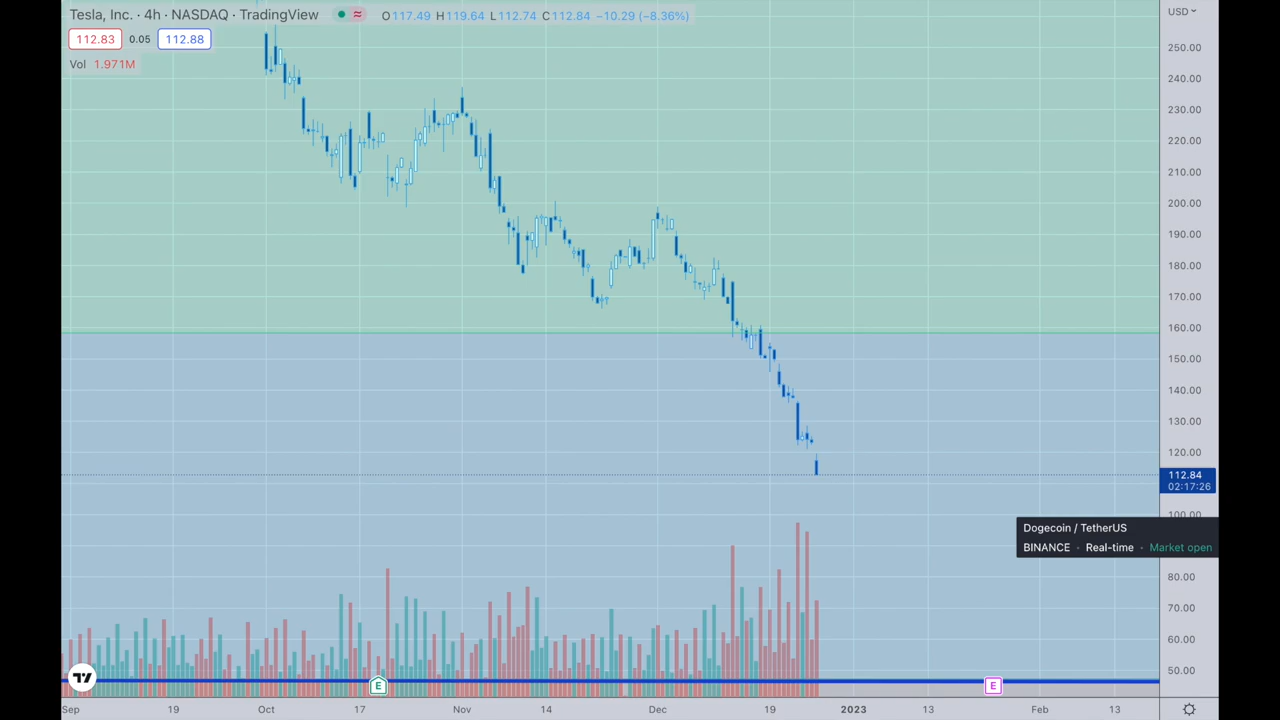 Tesla, Inc. · 4h · NASDAQ · TradingView ≈ O117.49 H119.64 L112.74 C112.84 −10.29 (−8.36%)
USD
112.83 0.05 112.88
Vol 1.971M
250.00
240.00
230.00
220.00
210.00
200.00
190.00
180.00
170.00
160.00
150.00
140.00
130.00
120.00
112.84
02:17:26
100.00
Dogecoin / TetherUS
BINANCE · Real-time · Market open
80.00
70.00
60.00
50.00
E E
Sep 19 Oct 17 Nov 14 Dec 19 2023 13 Feb 13